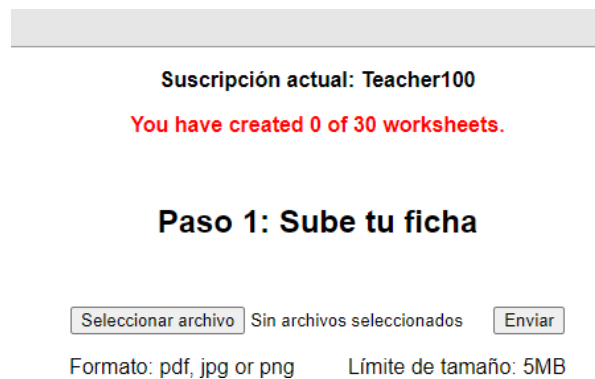 Suscripción actual: Teacher100
You have created 0 of 30 worksheets.
Paso 1: Sube tu ficha
Seleccionar archivo Sin archivos seleccionados Enviar
Formato: pdf, jpg or png Límite de tamaño: 5MB